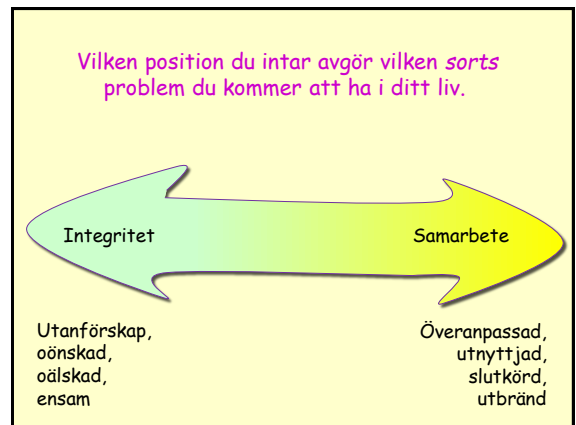 Vilken position du intar avgör vilken sorts
problem du kommer att ha i ditt liv.
Integritet
Samarbete
Utanförskap,
oönskad,
oälskad,
ensam
Överanpassad,
utnyttjad,
slutkörd,
utbränd